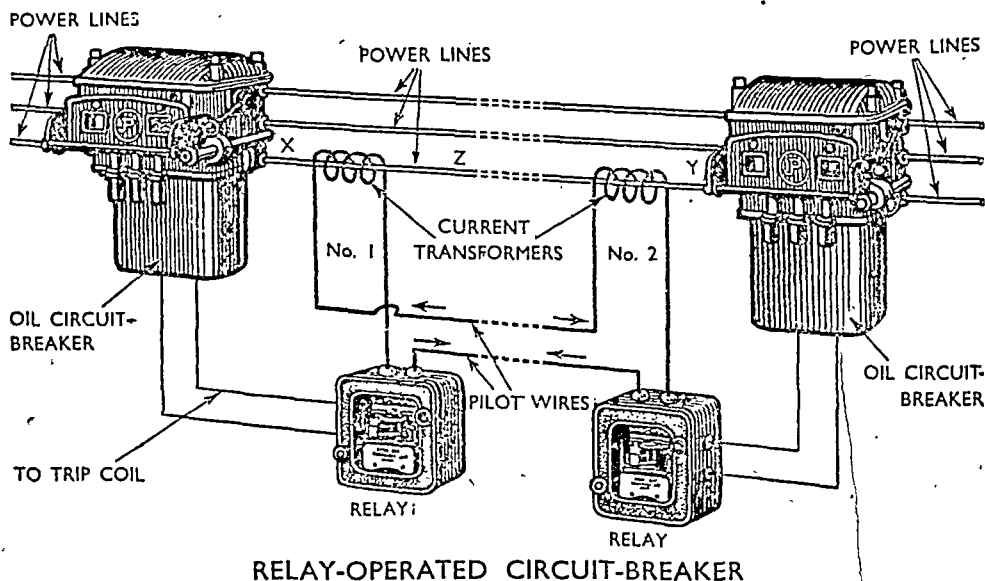 POWER LINES
POWER LINES
POWER LINES
X
Z
Y
CURRENT
TRANSFORMERS
No. 1
No. 2
OIL CIRCUIT-
BREAKER
OIL CIRCUIT-
BREAKER
PILOT WIRES
TO TRIP COIL
RELAY
RELAY
RELAY-OPERATED CIRCUIT-BREAKER